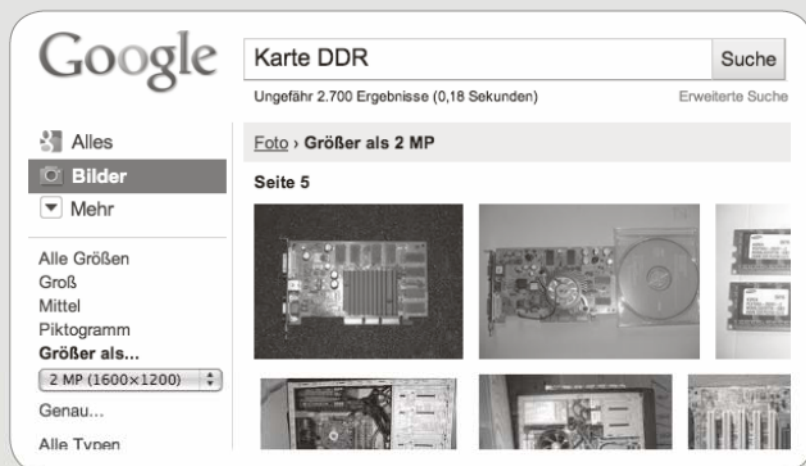 Google
Karte DDR
Suche
Ungefähr 2.700 Ergebnisse (0,18 Sekunden)
Erweiterte Suche
Alles
Bilder
Mehr
Alle Größen
Groß
Mittel
Piktogramm
Größer als...
2 MP (1600×1200)
Genau...
Alle Typen
Foto › Größer als 2 MP
Seite 5